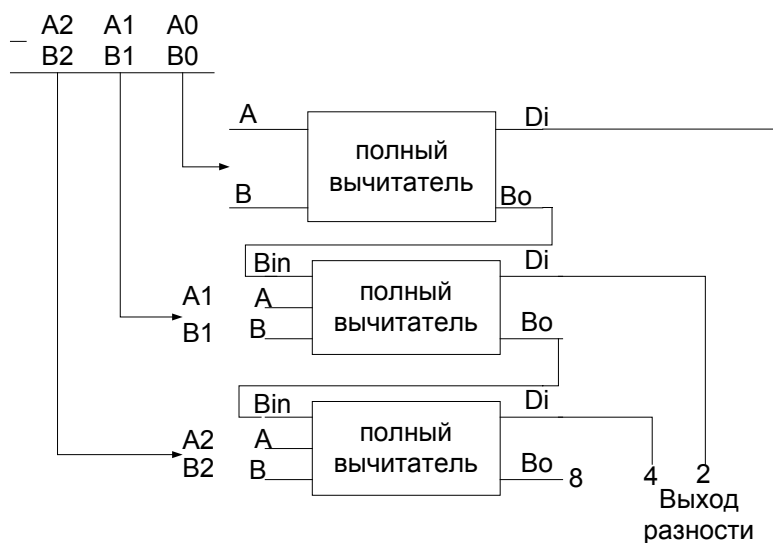 A2 A1 A0
B2 B1 B0
A
Di
полный
вычитатель
B
Bo
Bin
Di
A1
A
полный
вычитатель
B1
B
Bo
Bin
Di
A2
A
полный
вычитатель
B2
B
Bo
8
4
2
Выход
разности